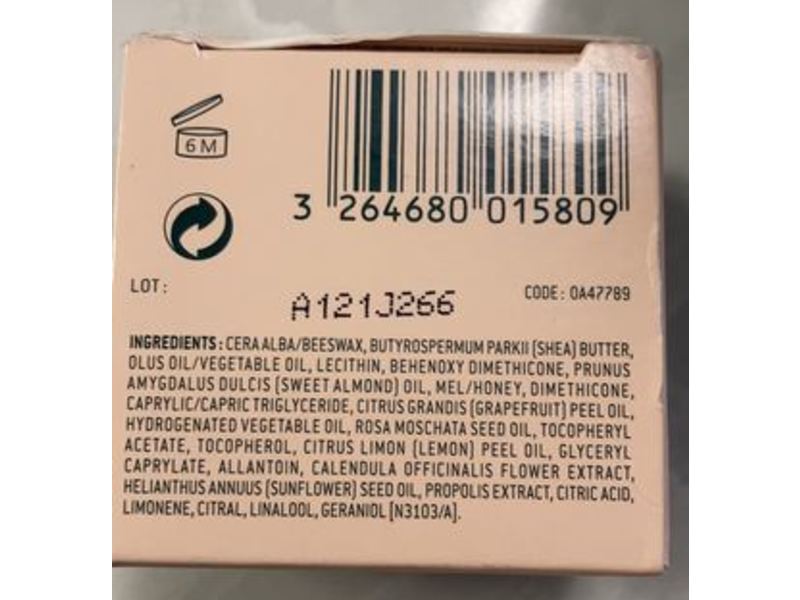 6M
3 264680 015809
LOT:
A121J266
CODE: 0A47789
INGREDIENTS: CERA ALBA/BEESWAX, BUTYROSPERMUM PARKII (SHEA) BUTTER,
OLUS OIL/VEGETABLE OIL, LECITHIN, BEHENOXY DIMETHICONE, PRUNUS
AMYGDALUS DULCIS (SWEET ALMOND) OIL, MEL/HONEY, DIMETHICONE,
CAPRYLIC/CAPRIC TRIGLYCERIDE, CITRUS GRANDIS (GRAPEFRUIT) PEEL OIL,
HYDROGENATED VEGETABLE OIL, ROSA MOSCHATA SEED OIL, TOCOPHERYL
ACETATE, TOCOPHEROL, CITRUS LIMON (LEMON) PEEL OIL, GLYCERYL
CAPRYLATE, ALLANTOIN, CALENDULA OFFICINALIS FLOWER EXTRACT,
HELIANTHUS ANNUUS (SUNFLOWER) SEED OIL, PROPOLIS EXTRACT, CITRIC ACID,
LIMONENE, CITRAL, LINALOOL, GERANIOL [N3103/A].